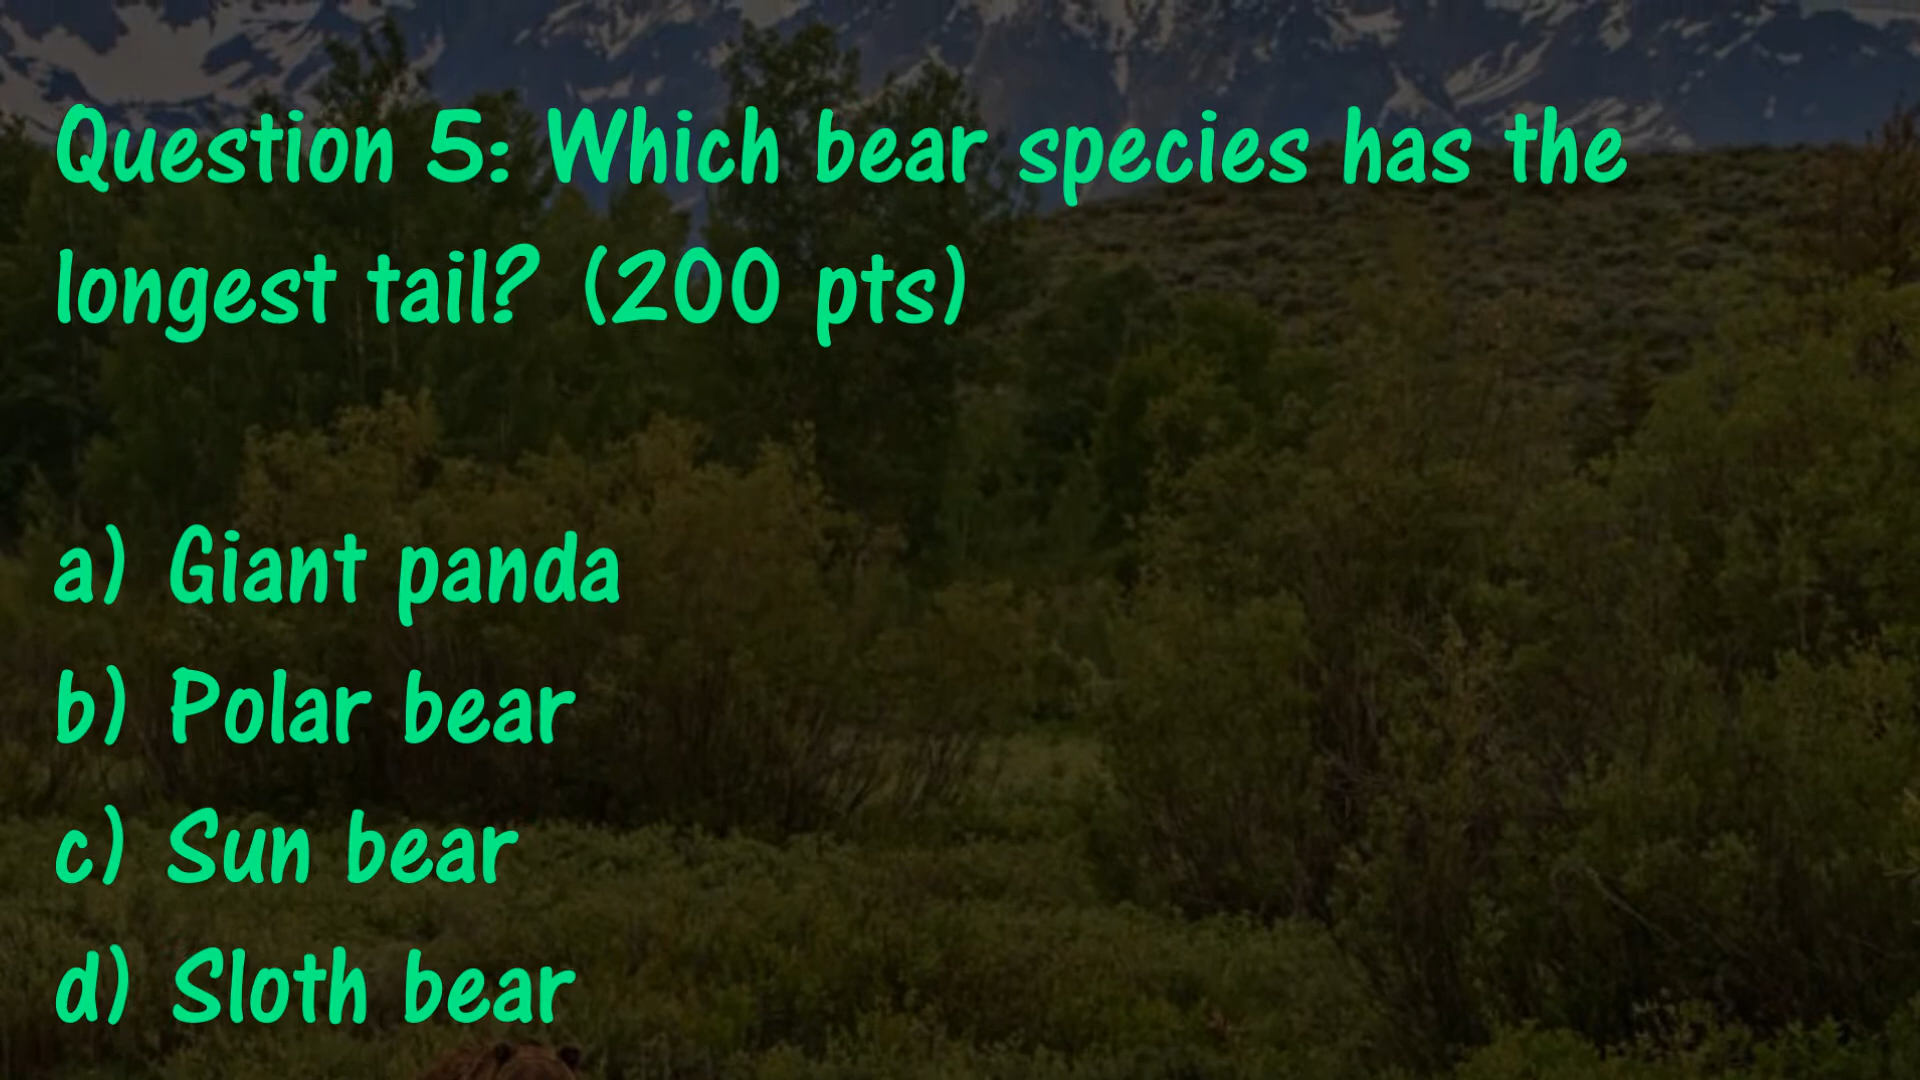 Question 5: Which bear species has the
longest tail? (200 pts)
a) Giant panda
b) Polar bear
c) Sun bear
d) Sloth bear